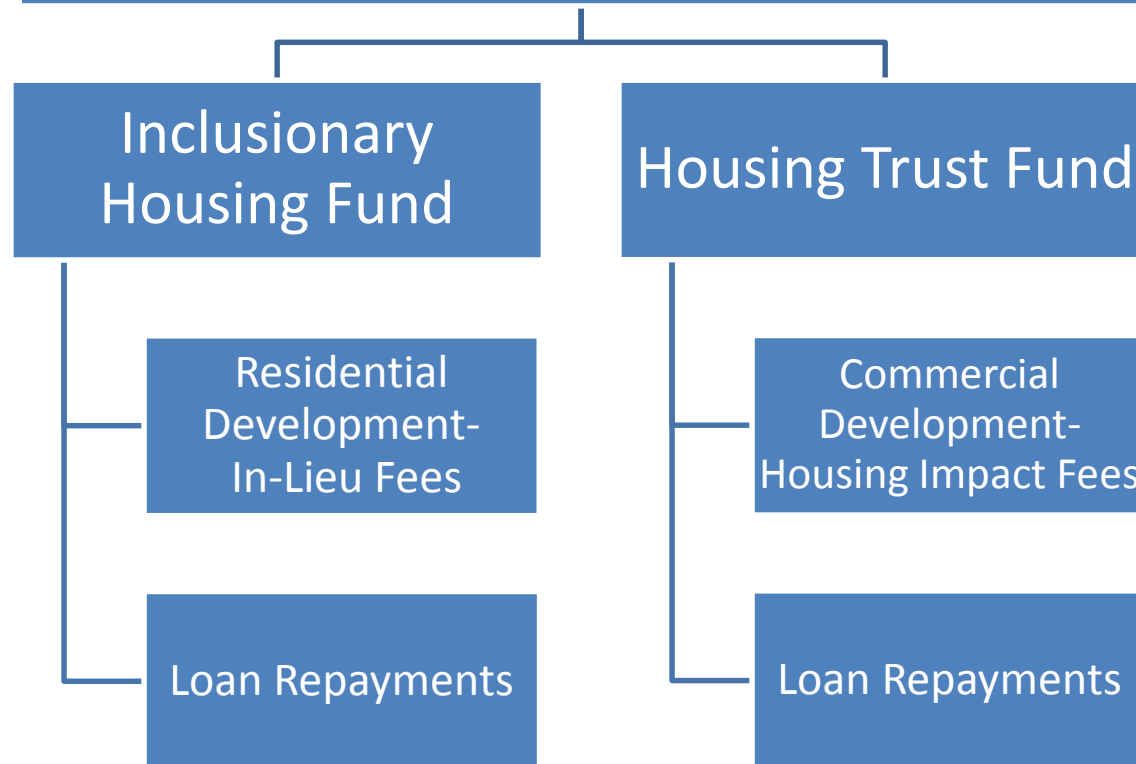 Inclusionary
Housing Fund
Housing Trust Fund
Residential
Development-
In-Lieu Fees
Commercial
Development-
Housing Impact Fees
Loan Repayments
Loan Repayments